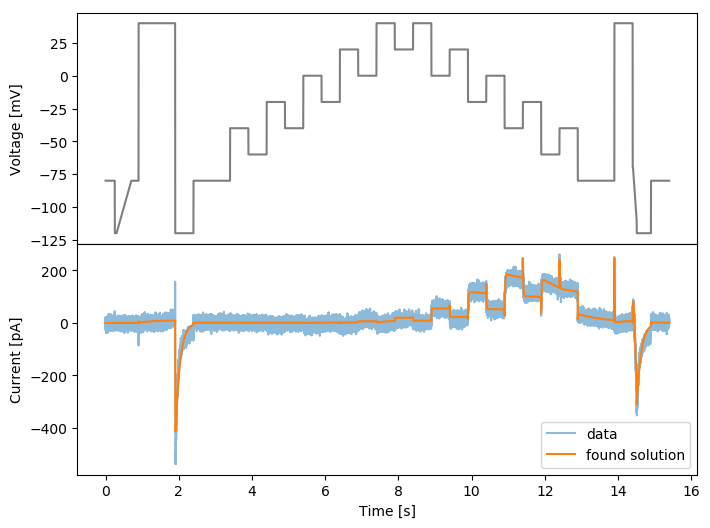 25
0
−25
−50
−75
−100
−125
Voltage [mV]
200
0
−200
−400
Current [pA]
data
found solution
0 2 4 6 8 10 12 14 16
Time [s]